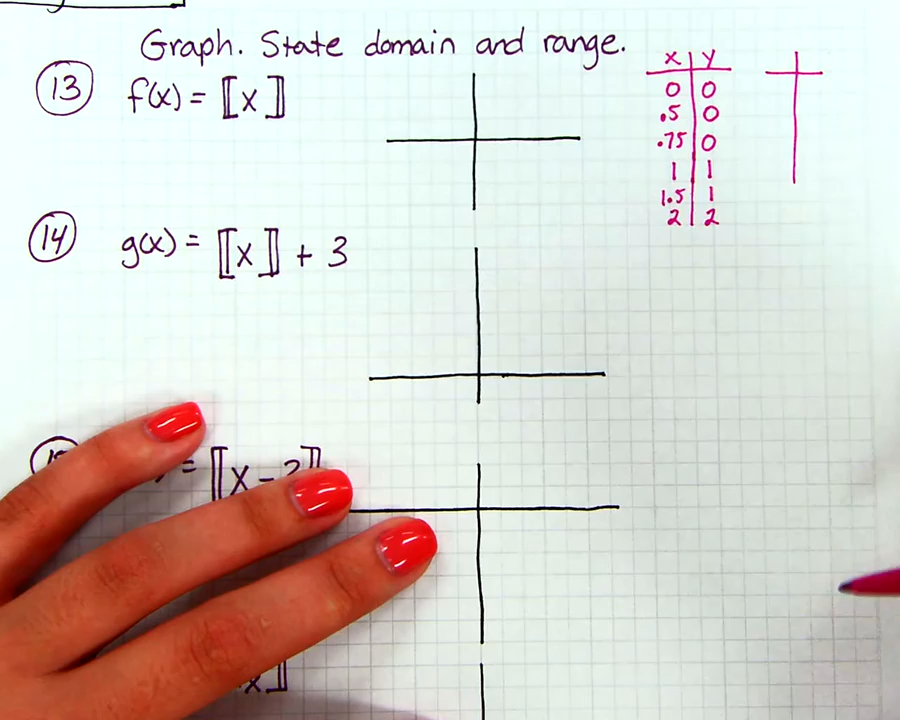 Graph. State domain and range.
13 f(x) = ⟦x⟧
x y
0 0
.5 0
.75 0
1 1
1.5 1
2 2
14 g(x) = ⟦x⟧ + 3
= ⟦x - 2⟧
x⟧